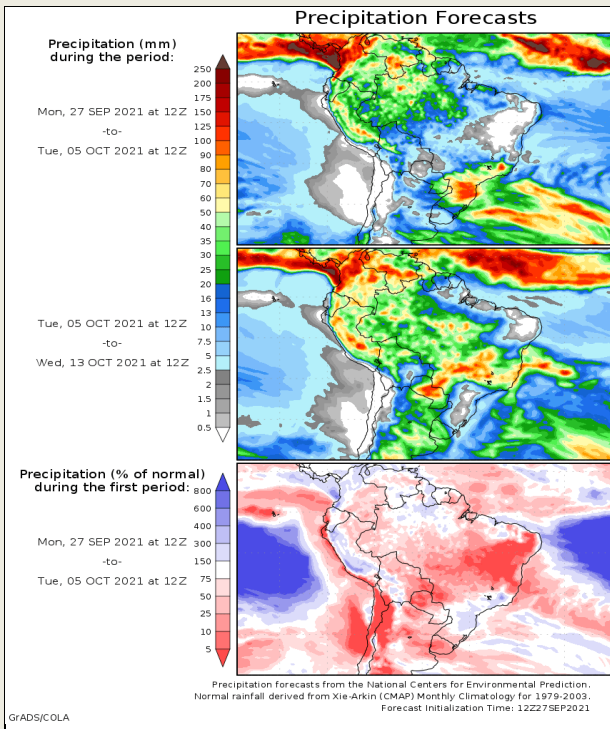 Precipitation Forecasts
Precipitation (mm)
during the period:
Mon, 27 SEP 2021 at 12Z
-to-
Tue, 05 OCT 2021 at 12Z
250
200
175
150
125
100
90
80
70
60
50
40
35
30
25
20
16
13
10
7.5
5
2.5
2
1.5
1
0.5
Tue, 05 OCT 2021 at 12Z
-to-
Wed, 13 OCT 2021 at 12Z
Precipitation (% of normal)
during the first period:
Mon, 27 SEP 2021 at 12Z
-to-
Tue, 05 OCT 2021 at 12Z
800
600
400
300
150
75
50
25
10
5
Precipitation forecasts from the National Centers for Environmental Prediction.
Normal rainfall derived from Xie-Arkin (CMAP) Monthly Climatology for 1979-2003.
Forecast Initialization Time: 12Z27SEP2021
GrADS/COLA